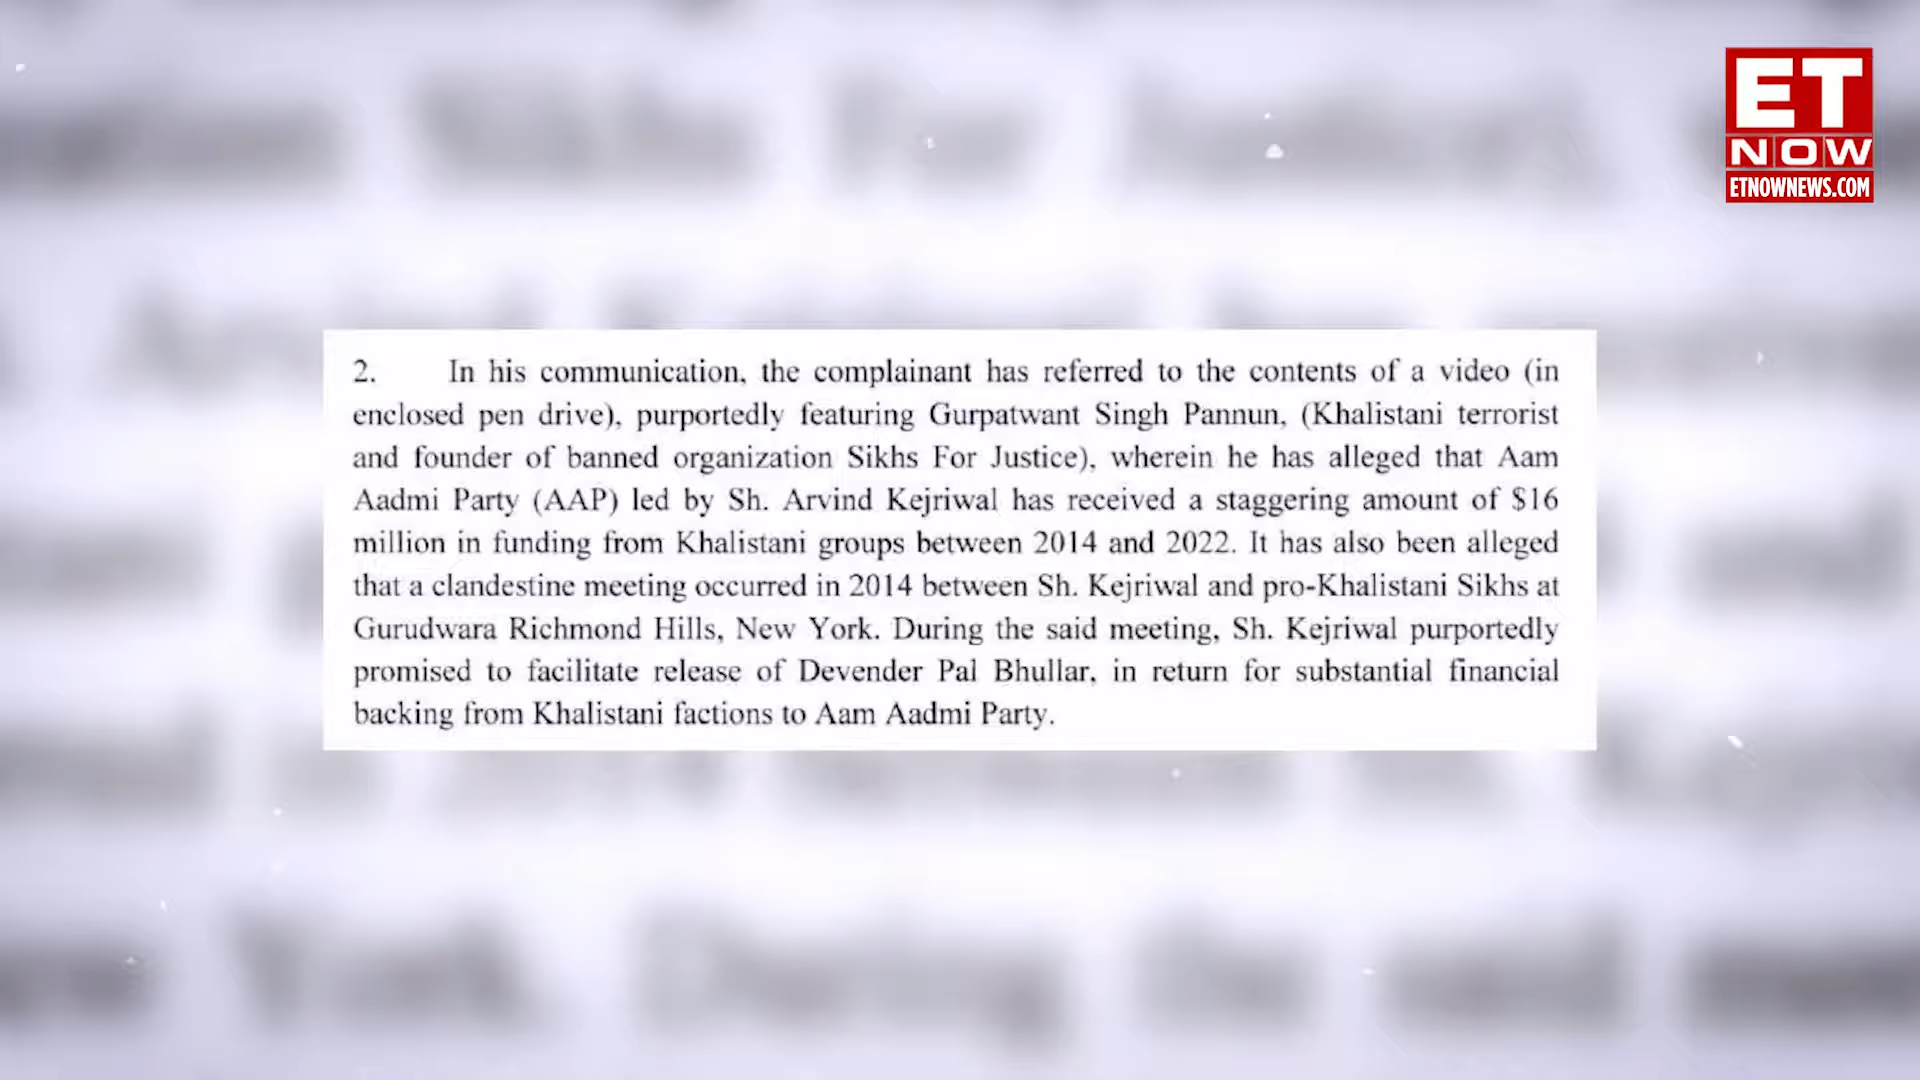 ET
NOW
ETNOWNEWS.COM
2. In his communication, the complainant has referred to the contents of a video (in
enclosed pen drive), purportedly featuring Gurpatwant Singh Pannun, (Khalistani terrorist
and founder of banned organization Sikhs For Justice), wherein he has alleged that Aam
Aadmi Party (AAP) led by Sh. Arvind Kejriwal has received a staggering amount of $16
million in funding from Khalistani groups between 2014 and 2022. It has also been alleged
that a clandestine meeting occurred in 2014 between Sh. Kejriwal and pro-Khalistani Sikhs at
Gurudwara Richmond Hills, New York. During the said meeting, Sh. Kejriwal purportedly
promised to facilitate release of Devender Pal Bhullar, in return for substantial financial
backing from Khalistani factions to Aam Aadmi Party.